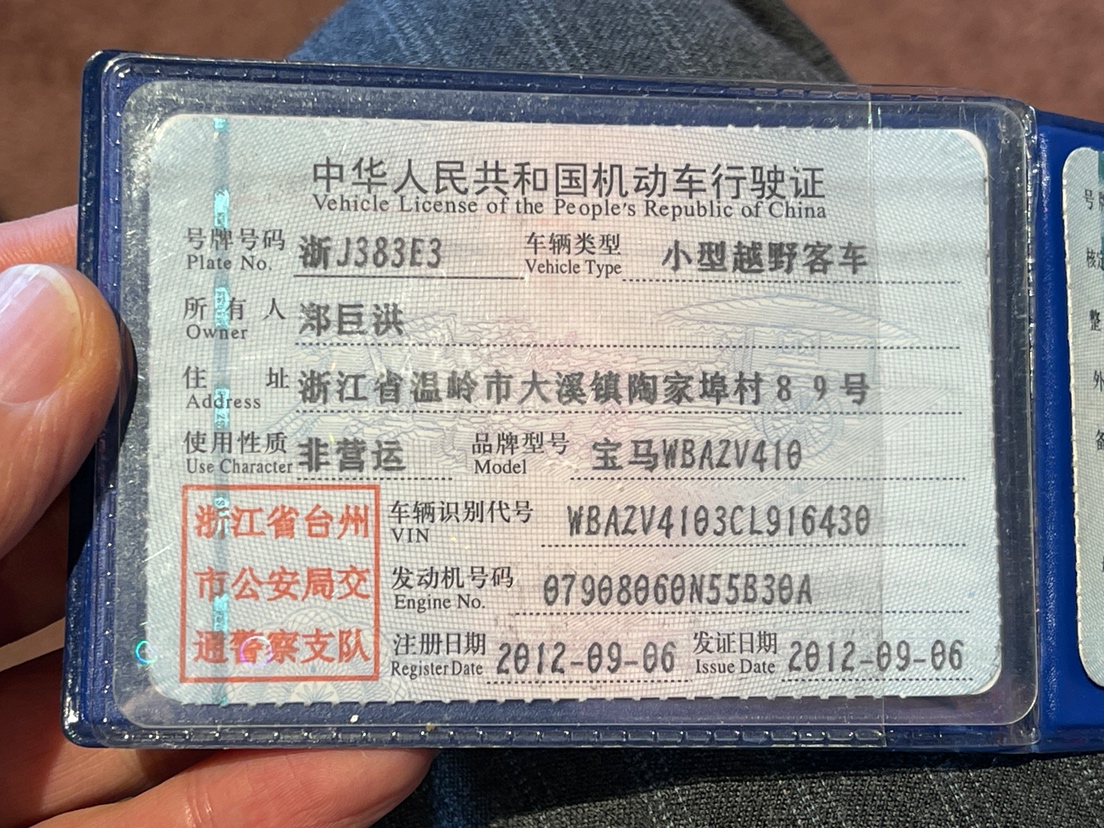 中华人民共和国机动车行驶证
Vehicle License of the People's Republic of China
号牌号码 浙J383E3 车辆类型 小型越野客车
Plate No. Vehicle Type
所有人 郑巨洪
Owner
住址 浙江省温岭市大溪镇陶家埠村89号
Address
使用性质 非营运 品牌型号 宝马WBAZV410
Use Character Model
浙江省台州
市公安局交
通警察支队
车辆识别代号 WBAZV4103CL916430
VIN
发动机号码 07908060N55B30A
Engine No.
注册日期 2012-09-06 发证日期 2012-09-06
Register Date Issue Date